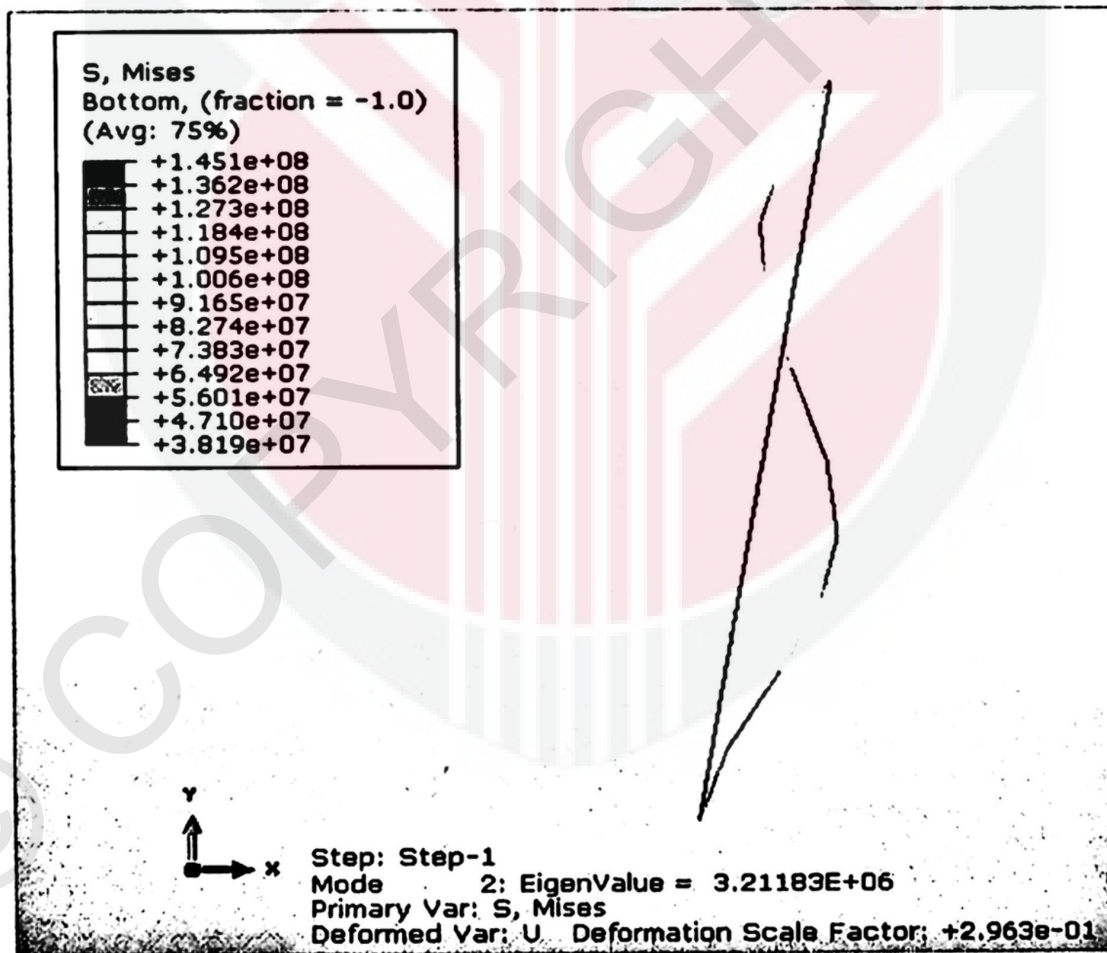 S, Mises
Bottom, (fraction = -1.0)
(Avg: 75%)
+1.451e+08
+1.362e+08
+1.273e+08
+1.184e+08
+1.095e+08
+1.006e+08
+9.165e+07
+8.274e+07
+7.383e+07
+6.492e+07
+5.601e+07
+4.710e+07
+3.819e+07
Y
X
Step: Step-1
Mode 2: EigenValue = 3.21183E+06
Primary Var: S, Mises
Deformed Var: U Deformation Scale Factor: +2.963e-01
© COPYRIGH